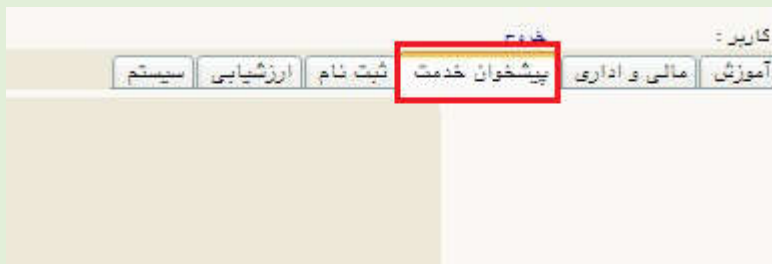 کاربر : خروج
آموزش مالی و اداری پیشخوان خدمت ثبت نام ارزشیابی سیستم